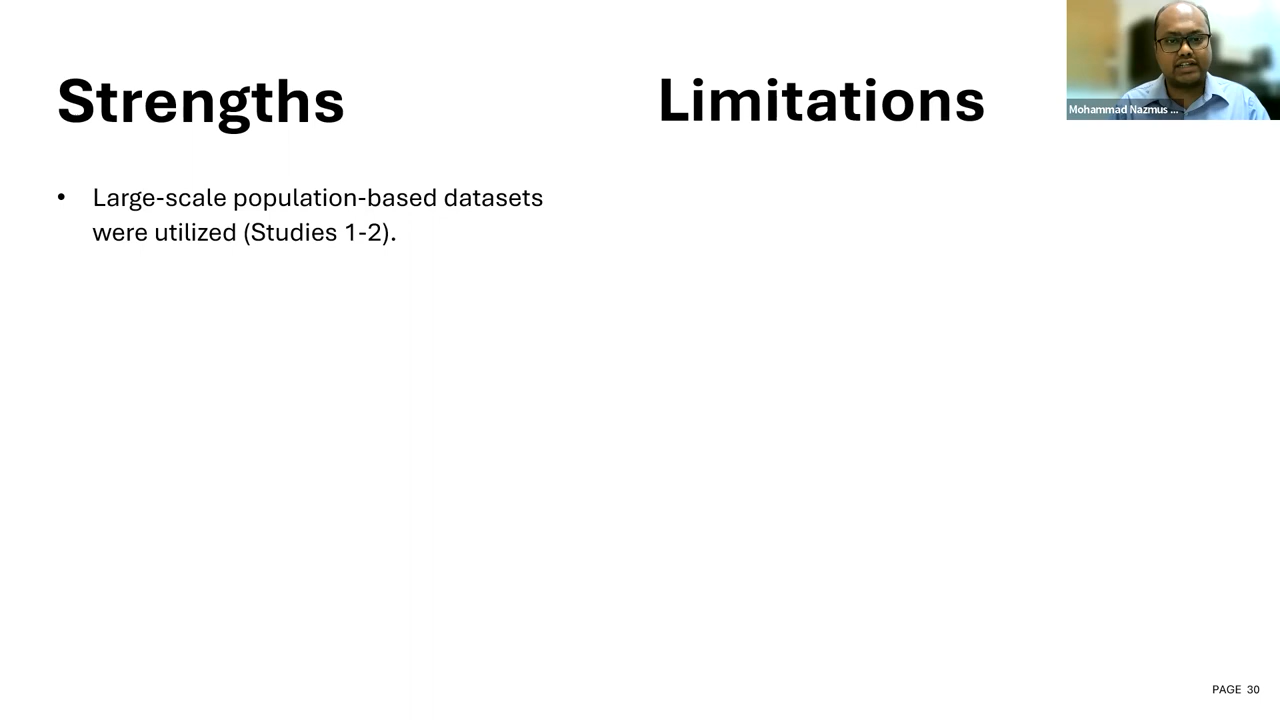 Strengths
Limitations
Mohammad Nazmus ...
• Large-scale population-based datasets
were utilized (Studies 1-2).
PAGE 30